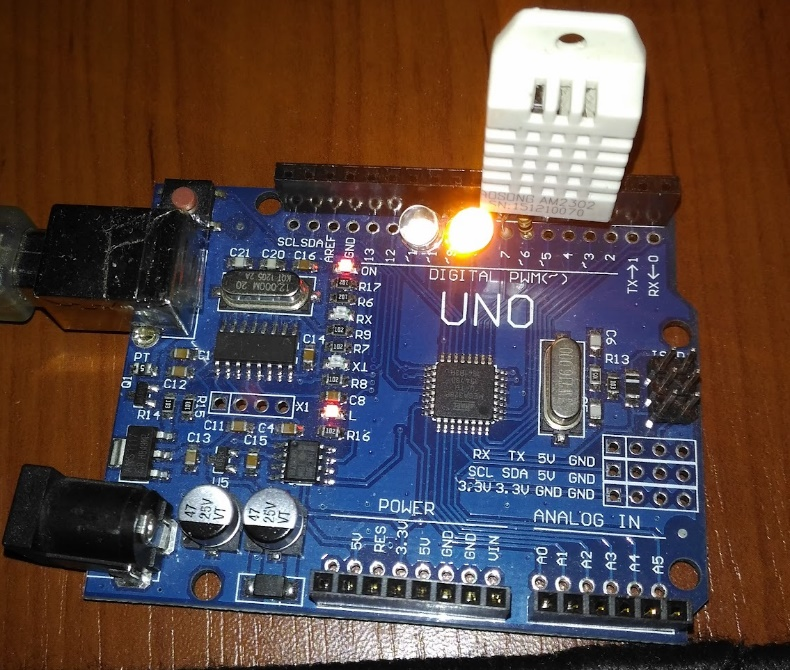 AOSONG AM2302
SN:151210070
SCL SDA
AREF
GND
13
12
7
6
5
4
3
2
TX→1
RX←0
DIGITAL PWM(~)
UNO
C21 C20 C16
12.000M 20
ON
R17
R6
RX
R9
R7
C14
C1
XT
R8
C8
L
R16
PT
Q1
C12
R14
R15
X1
C11
C4
C13
C15
U5
47
25V
VT
47
25V
VT
C6
R13
RX TX 5V GND
SCL SDA 5V GND
3.3V 3.3V GND GND
POWER
5V RES 3.3V 5V GND GND VIN
ANALOG IN
A0 A1 A2 A3 A4 A5